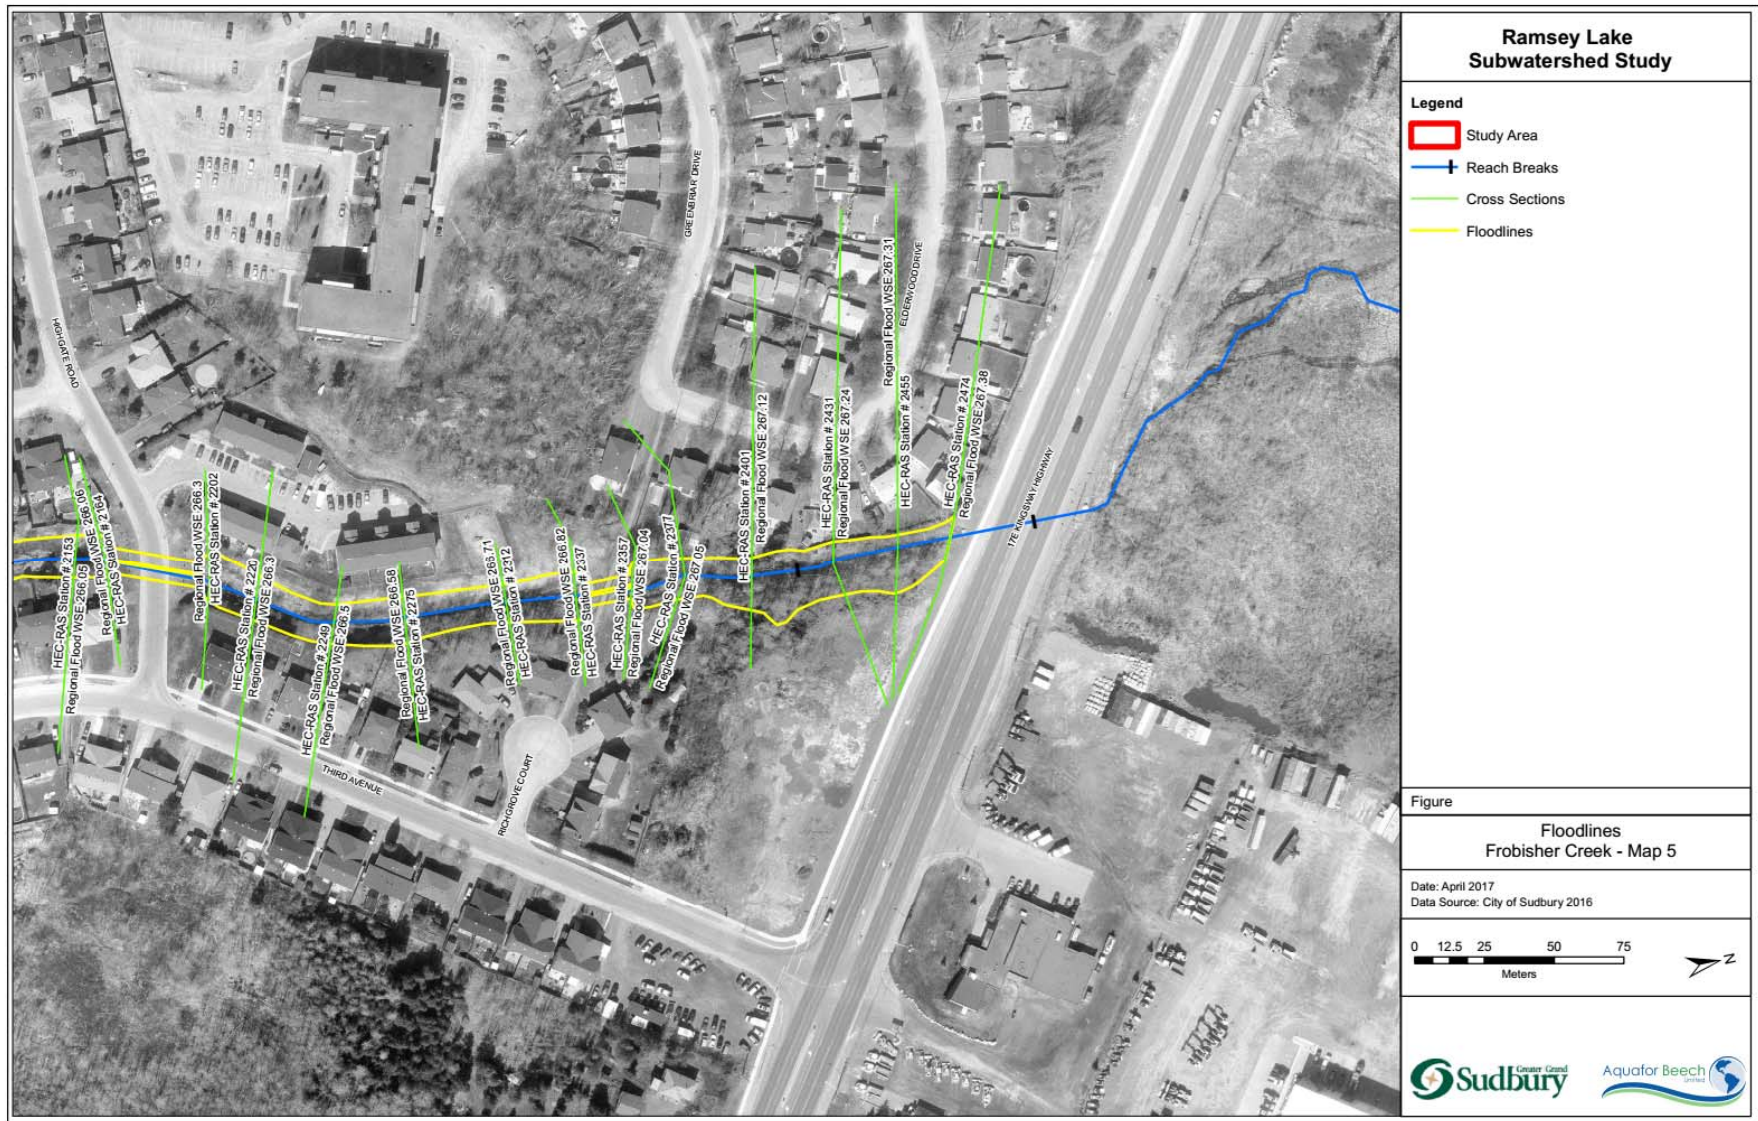 Ramsey Lake
Subwatershed Study
Legend
Study Area
Reach Breaks
Cross Sections
Floodlines
Figure
Floodlines
Frobisher Creek - Map 5
Date: April 2017
Data Source: City of Sudbury 2016
0 12.5 25 50 75
Meters
N
Greater Grand
Sudbury
Aquafor Beech
Limited
HIGHGATE ROAD
GREENBRIAR DRIVE
ELDERWOOD DRIVE
17E KINGSWAY HIGHWAY
THIRD AVENUE
RICHGROVE COURT
HEC-RAS Station # 2153
Regional Flood WSE 266.05
Regional Flood WSE 266.06
HEC-RAS Station # 2164
Regional Flood WSE 266.3
HEC-RAS Station # 2202
HEC-RAS Station # 2220
Regional Flood WSE 266.3
HEC-RAS Station # 2249
Regional Flood WSE 266.5
Regional Flood WSE 266.58
HEC-RAS Station # 2275
Regional Flood WSE 266.71
HEC-RAS Station # 2312
Regional Flood WSE 266.82
HEC-RAS Station # 2337
HEC-RAS Station # 2357
Regional Flood WSE 267.04
HEC-RAS Station # 2377
Regional Flood WSE 267.05
HEC-RAS Station # 2401
Regional Flood WSE 267.12
HEC-RAS Station # 2431
Regional Flood WSE 267.24
Regional Flood WSE 267.31
HEC-RAS Station # 2455
HEC-RAS Station # 2474
Regional Flood WSE 267.38